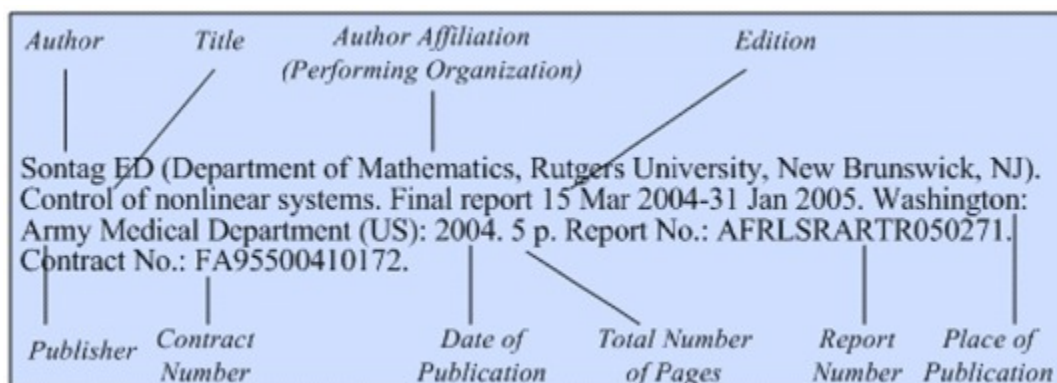 Author Title Author Affiliation Edition
(Performing Organization)
Sontag ED (Department of Mathematics, Rutgers University, New Brunswick, NJ).
Control of nonlinear systems. Final report 15 Mar 2004-31 Jan 2005. Washington:
Army Medical Department (US): 2004. 5 p. Report No.: AFRLSRARTR050271.
Contract No.: FA95500410172.
Publisher Contract Date of Total Number Report Place of
Number Publication of Pages Number Publication